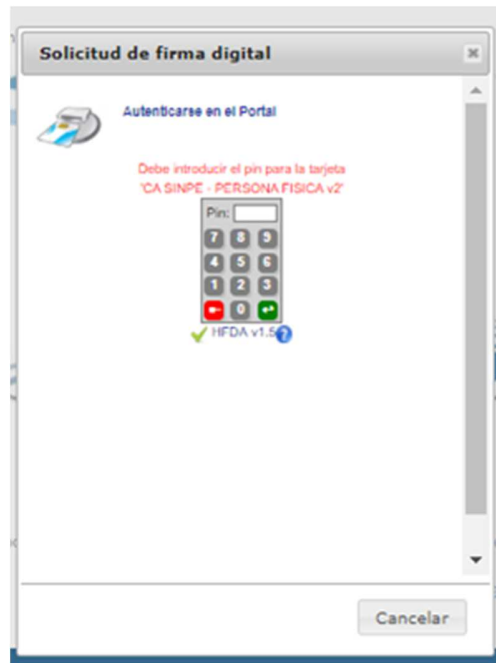 Solicitud de firma digital
Autenticarse en el Portal
Debe introducir el pin para la tarjeta
'CA SINPE - PERSONA FISICA v2'
Pin:
7 8 9
4 5 6
1 2 3
0
HFDA v1.5
Cancelar